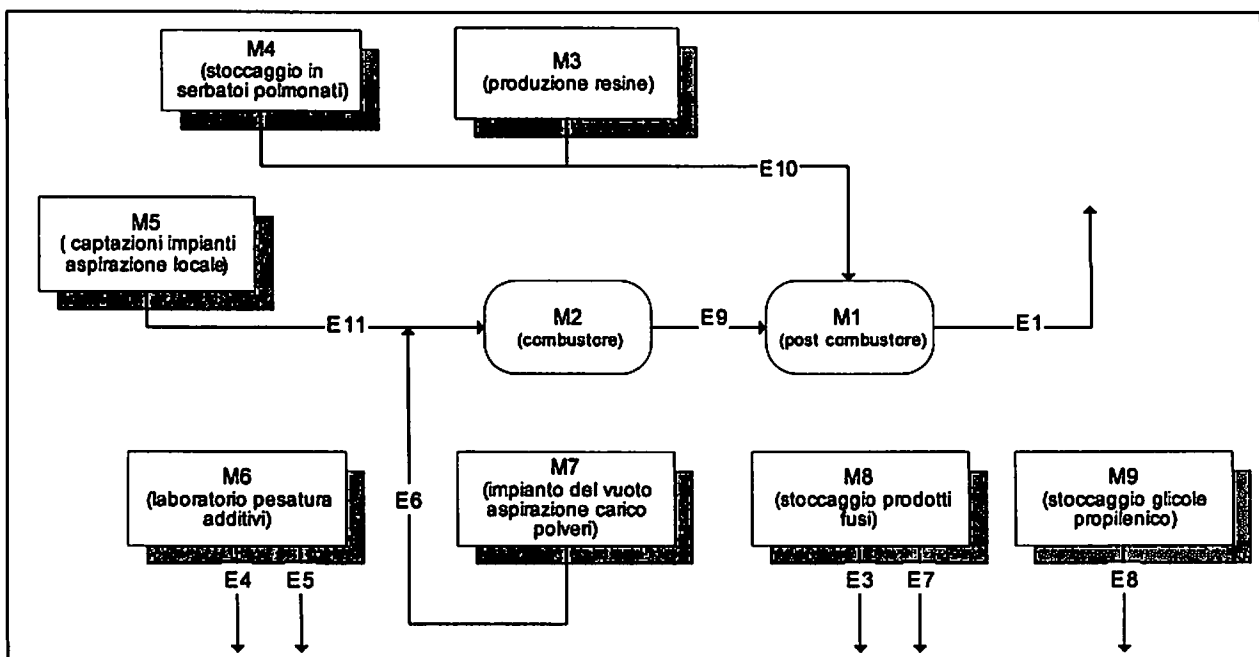 M4
(stoccaggio in
serbatoi polmonati)
M3
(produzione resine)
E10
M5
( captazioni impianti
aspirazione locale)
E11
M2
(combustore)
E9
M1
(post combustore)
E1
M6
(laboratorio pesatura
additivi)
E6
M7
(impianto del vuoto
aspirazione carico
polveri)
M8
(stoccaggio prodotti
fusi)
M9
(stoccaggio glicole
propilenico)
E4
E5
E3
E7
E8